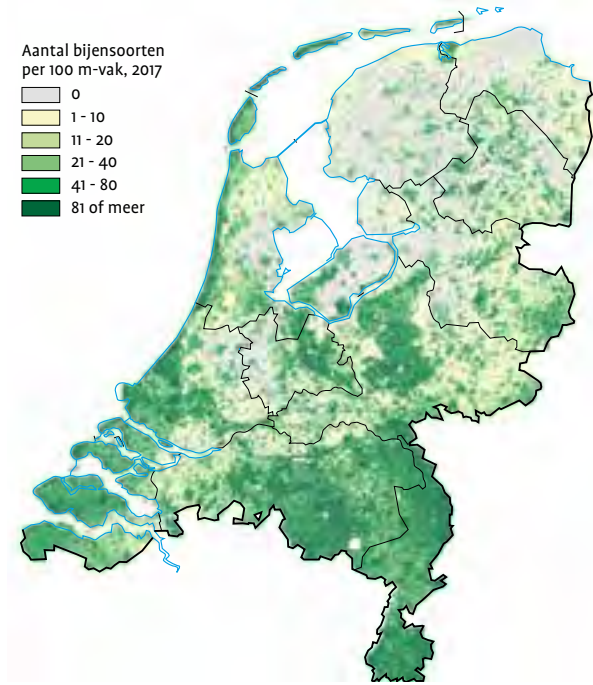 Aantal bijensoorten
per 100 m-vak, 2017
0
1 - 10
11 - 20
21 - 40
41 - 80
81 of meer